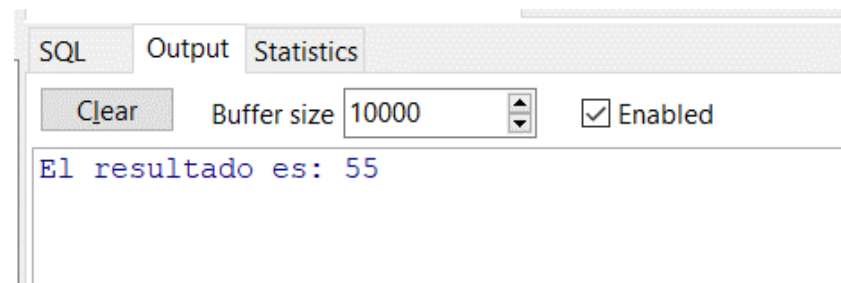 SQL Output Statistics
Clear Buffer size 10000 Enabled
El resultado es: 55